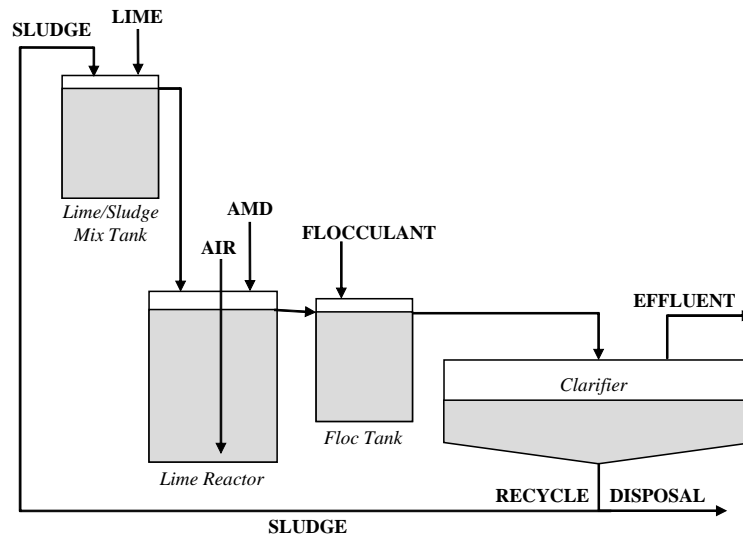 LIME
SLUDGE
Lime/Sludge
Mix Tank
AMD
AIR
FLOCCULANT
EFFLUENT
Clarifier
Floc Tank
Lime Reactor
RECYCLE
DISPOSAL
SLUDGE